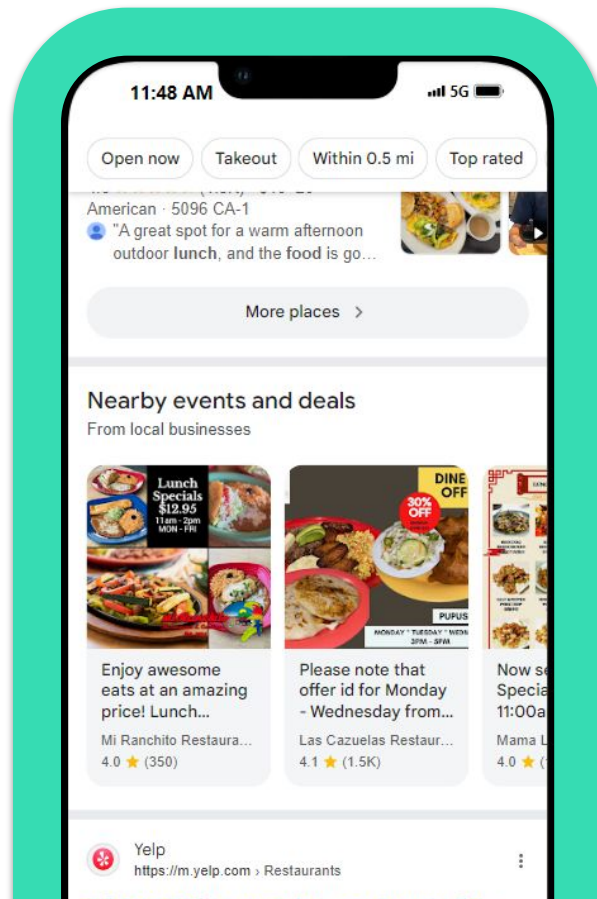 11:48 AM
5G
Open now
Takeout
Within 0.5 mi
Top rated
American · 5096 CA-1
"A great spot for a warm afternoon
outdoor lunch, and the food is go...
More places >
Nearby events and deals
From local businesses
Lunch
Specials
$12.95
11am - 2pm
MON - FRI
Enjoy awesome
eats at an amazing
price! Lunch...
Mi Ranchito Restaura...
4.0 ★ (350)
DINE
OFF
30%
OFF
PUPUS
MONDAY * TUESDAY * WEDN
3PM - 5PM
Please note that
offer id for Monday
- Wednesday from...
Las Cazuelas Restaur...
4.1 ★ (1.5K)
Now se
Specia
11:00a
Mama L
4.0 ★ (
Yelp
https://m.yelp.com › Restaurants